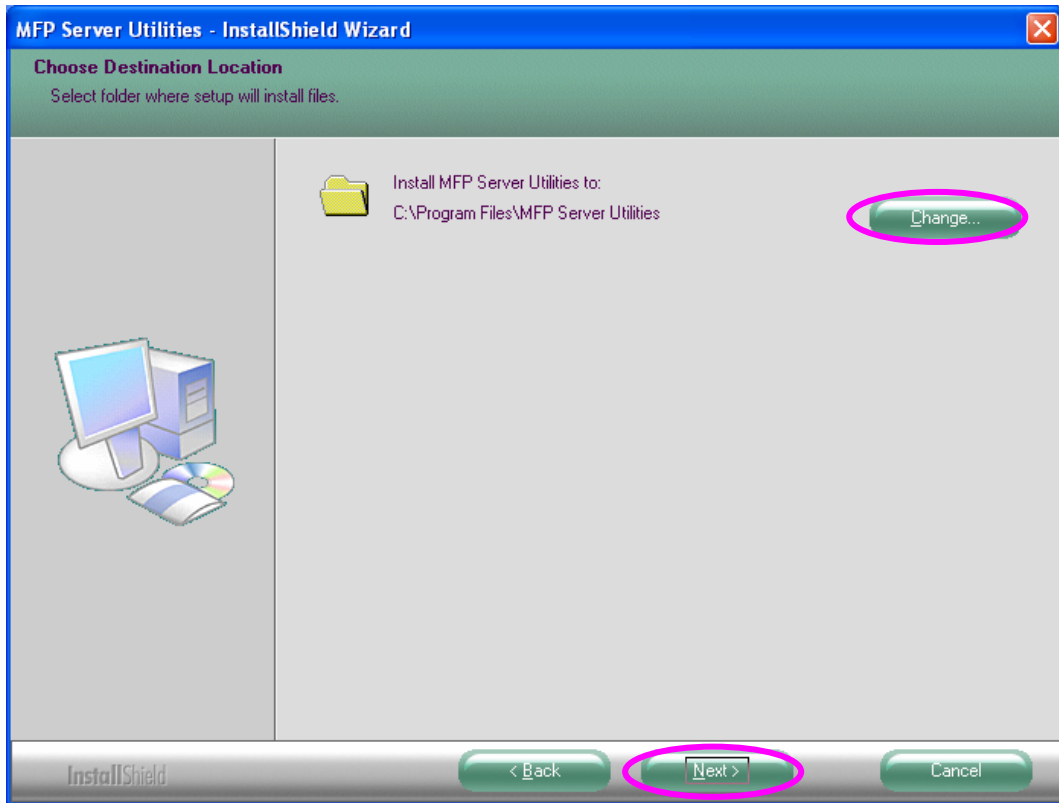 MFP Server Utilities - InstallShield Wizard
Choose Destination Location
Select folder where setup will install files.
Install MFP Server Utilities to:
C:\Program Files\MFP Server Utilities
Change...
InstallShield
< Back
Next >
Cancel